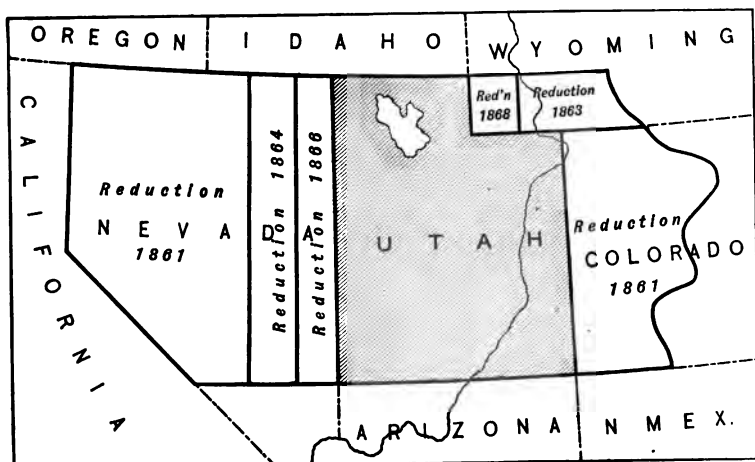 OREGON
IDAHO
WYOMING
CALIFORNIA
Red'n
1868
Reduction
1863
Reduction
NEVADA
1861
Reduction 1864
Reduction 1866
UTAH
Reduction
COLORADO
1861
ARIZONA
N MEX.